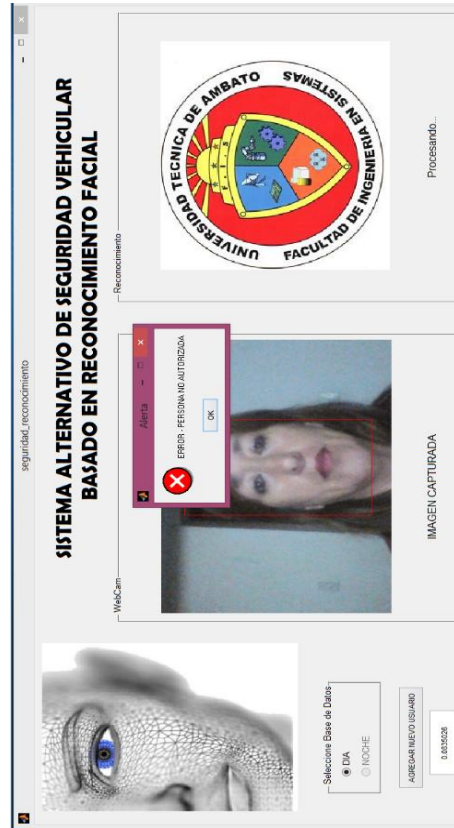 seguridad_reconocimiento
SISTEMA ALTERNATIVO DE SEGURIDAD VEHICULAR
BASADO EN RECONOCIMIENTO FACIAL
Seleccione Base de Datos
DIA
NOCHE
AGREGAR NUEVO USUARIO
0.0835026
WebCam
Alerta
ERROR - PERSONA NO AUTORIZADA
OK
IMAGEN CAPTURADA
Reconocimiento
UNIVERSIDAD TECNICA DE AMBATO
FACULTAD DE INGENIERIA EN SISTEMAS
Procesando...